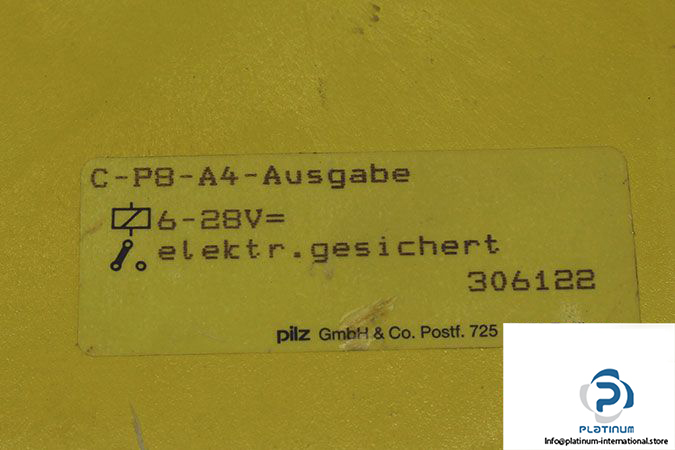 C-P8-A4-Ausgabe
6-28V=
elektr.gesichert
306122
pilz GmbH & Co. Postf. 725
PLATINUM
Info@platinum-international.store